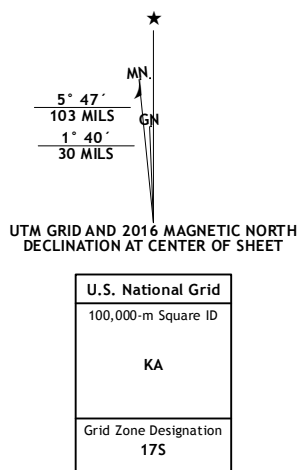 ★
MN
5° 47´
103 MILS
GN
1° 40´
30 MILS
UTM GRID AND 2016 MAGNETIC NORTH
DECLINATION AT CENTER OF SHEET
U.S. National Grid
100,000-m Square ID
KA
Grid Zone Designation
17S